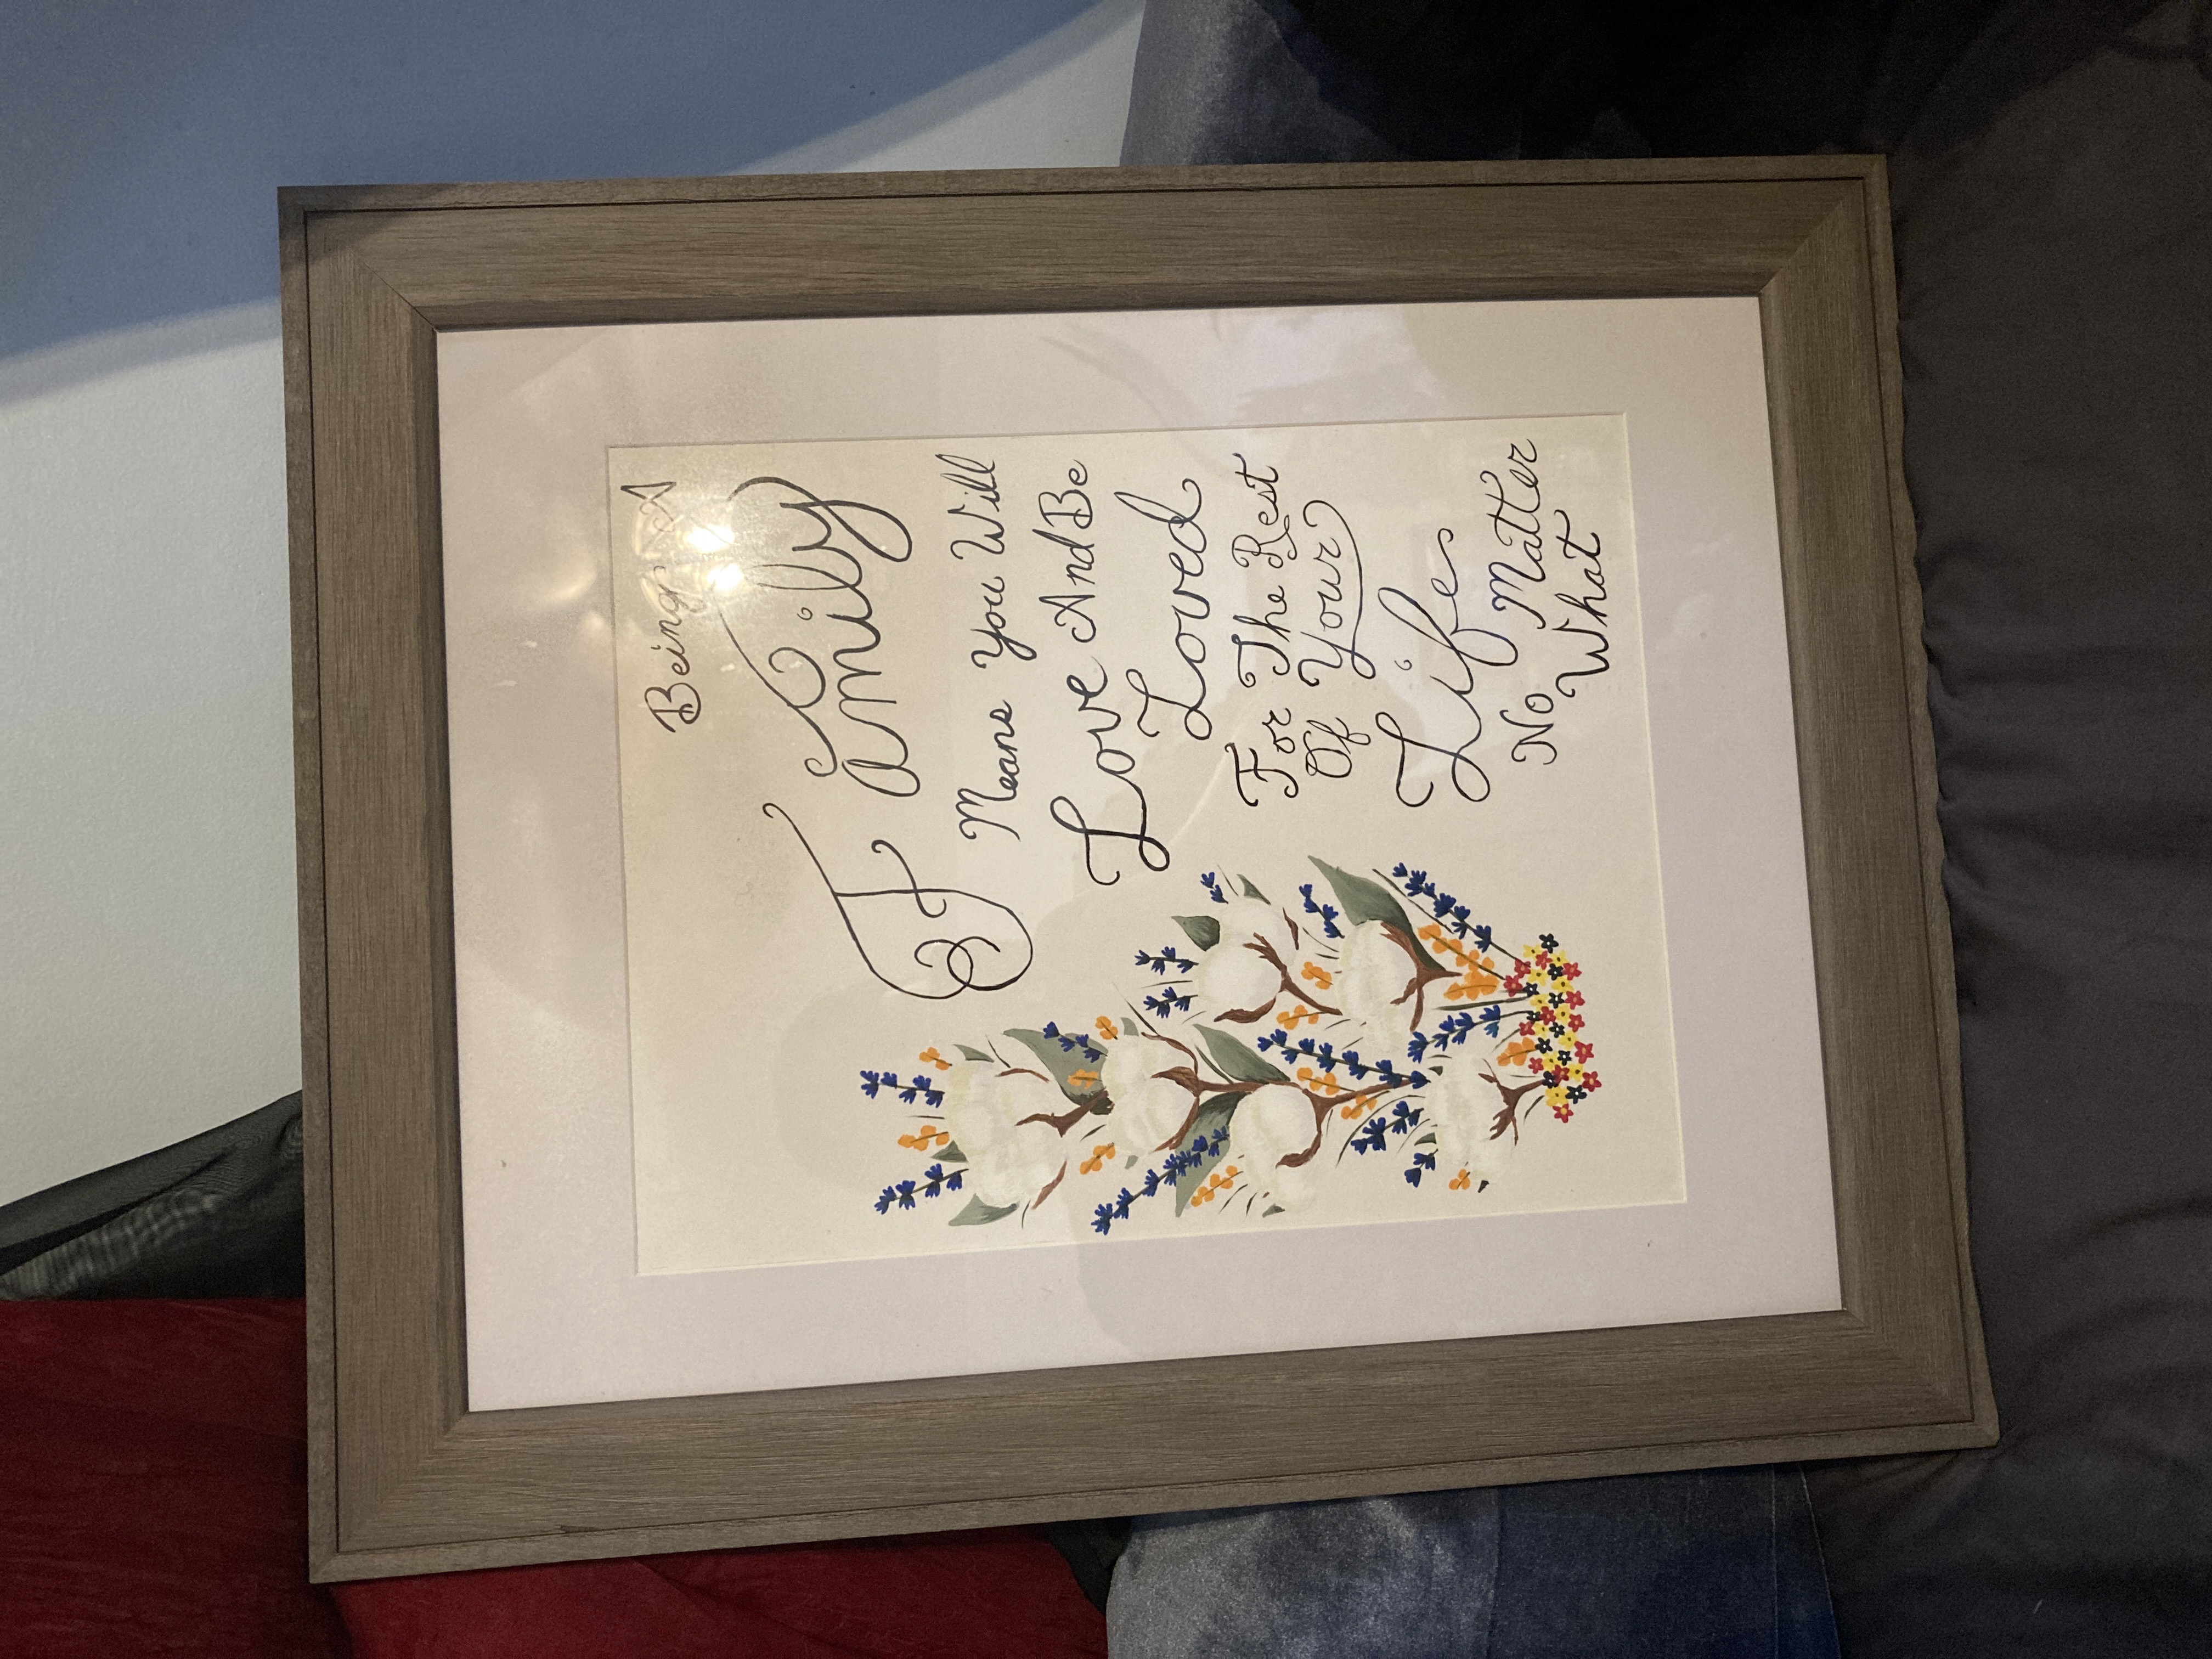 Being A
Family
Means You Will
Love And Be
Loved
For The Rest
Of Your
Life
No Matter
What